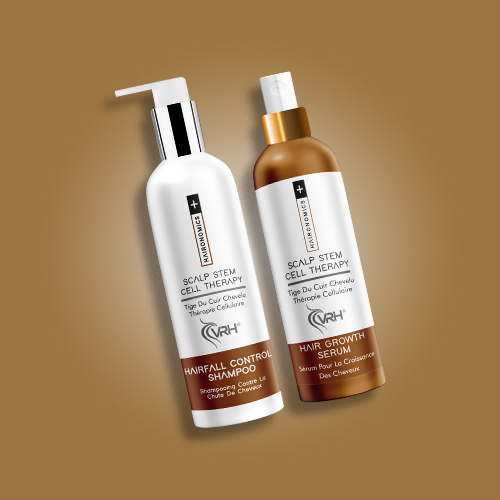 HAIRONOMICS
SCALP STEM
CELL THERAPY
Tige Du Cuir Chevelu
Thérapie Cellulaire
VRH®
HAIRFALL CONTROL
SHAMPOO
Shampooing Contre La
Chute De Cheveux
HAIRONOMICS
SCALP STEM
CELL THERAPY
Tige Du Cuir Chevelu
Thérapie Cellulaire
VRH®
HAIR GROWTH
SERUM
Sérum Pour La Croissance
Des Cheveux